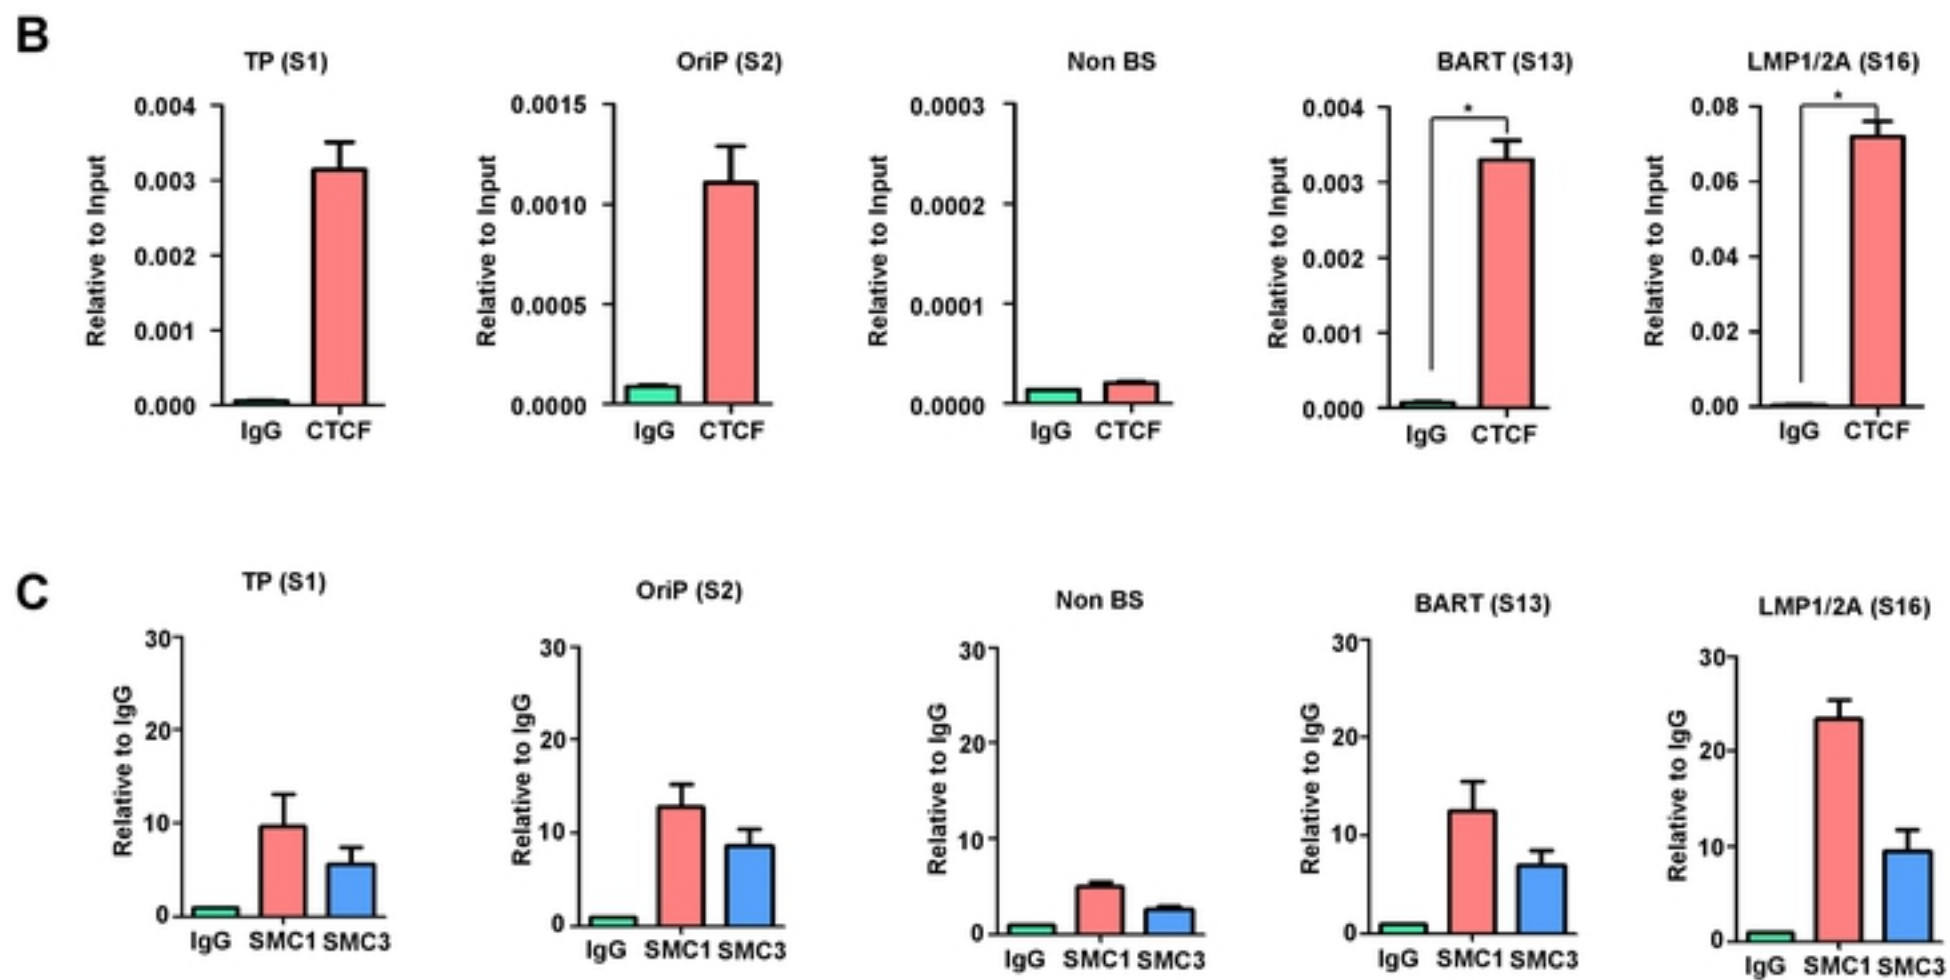 B
TP (S1)
OriP (S2)
Non BS
BART (S13)
LMP1/2A (S16)
Relative to Input
0.004
0.003
0.002
0.001
0.000
IgG CTCF
Relative to Input
0.0015
0.0010
0.0005
0.0000
IgG CTCF
Relative to Input
0.0003
0.0002
0.0001
0.0000
IgG CTCF
Relative to Input
0.004
0.003
0.002
0.001
0.000
*
IgG CTCF
Relative to Input
0.08
0.06
0.04
0.02
0.00
*
IgG CTCF
C
TP (S1)
OriP (S2)
Non BS
BART (S13)
LMP1/2A (S16)
Relative to IgG
30
20
10
0
IgG SMC1 SMC3
Relative to IgG
30
20
10
0
IgG SMC1 SMC3
Relative to IgG
30
20
10
0
IgG SMC1 SMC3
Relative to IgG
30
20
10
0
IgG SMC1 SMC3
Relative to IgG
30
20
10
0
IgG SMC1 SMC3